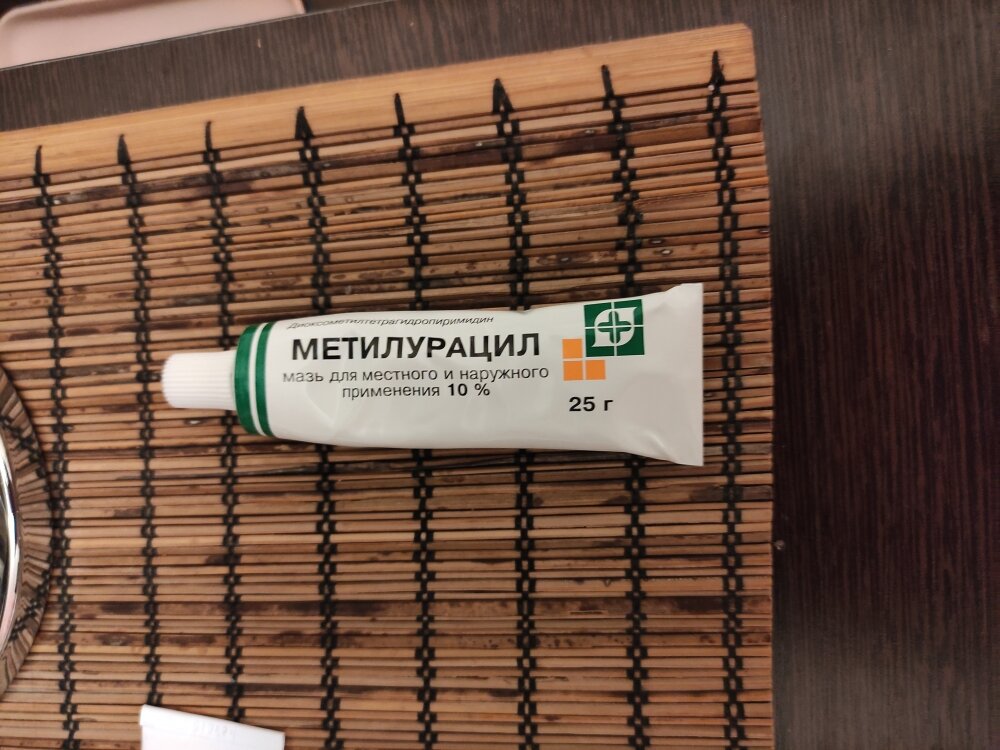 Диоксометилтетрагидропиримидин
МЕТИЛУРАЦИЛ
мазь для местного и наружного
применения 10 %
25 г